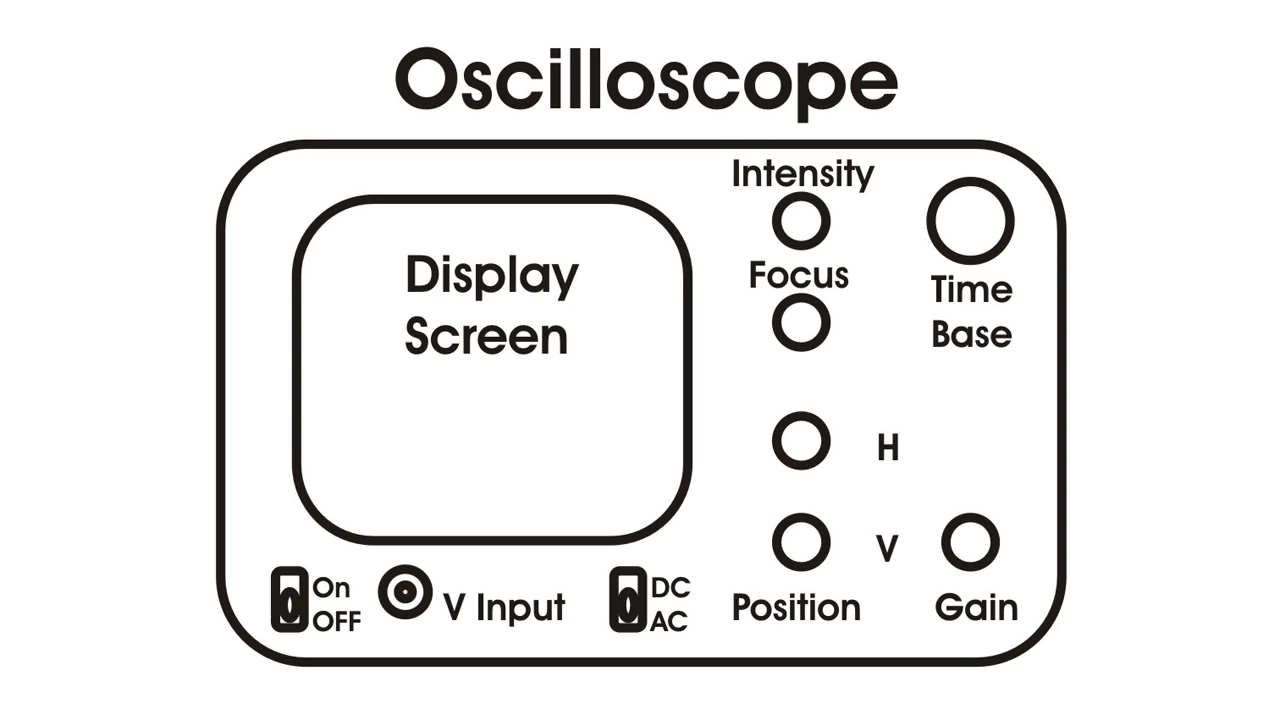 Oscilloscope
Intensity
Display
Screen
Focus
Time
Base
H
V
On
OFF
V Input
DC
AC
Position
Gain